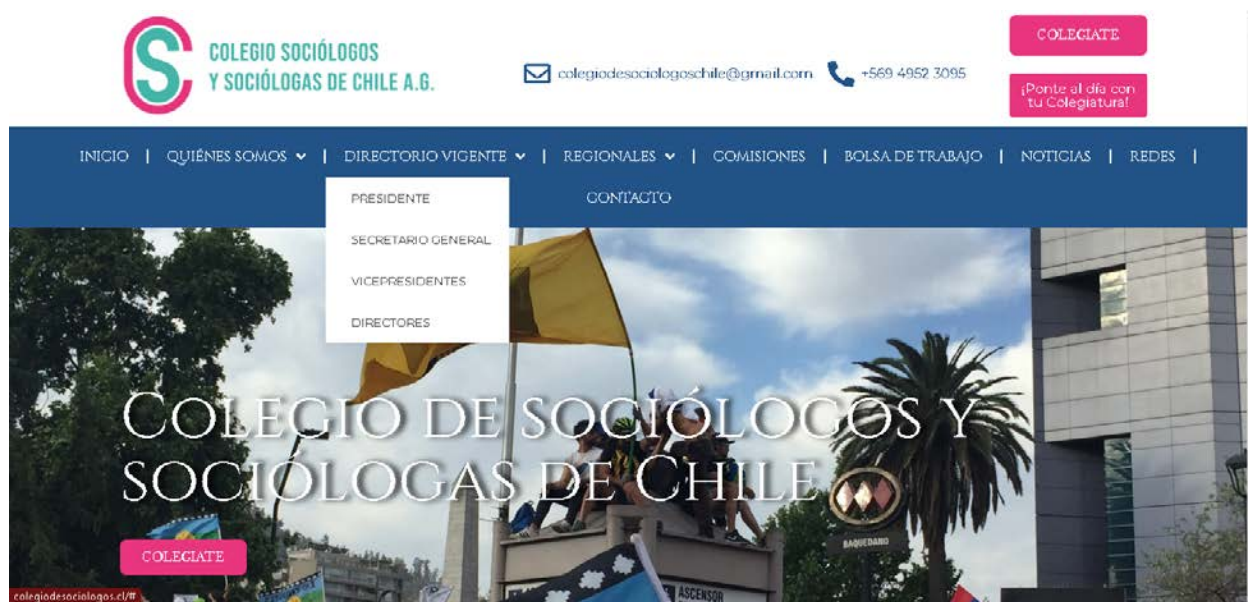 COLEGIO SOCIÓLOGOS
Y SOCIÓLOGAS DE CHILE A.G.
colegiodesociologoschile@gmail.com
+569 4952 3095
COLEGIATE
¡Ponte al día con
tu Colegiatura!
INICIO | QUIÉNES SOMOS | DIRECTORIO VIGENTE | REGIONALES | COMISIONES | BOLSA DE TRABAJO | NOTICIAS | REDES |
CONTACTO
PRESIDENTE
SECRETARIO GENERAL
VICEPRESIDENTES
DIRECTORES
COLEGIO DE SOCIÓLOGOS Y
SOCIÓLOGAS DE CHILE
BAQUEDANO
ASCENSOR
COLEGIATE
colegiodesociologos.cl/#